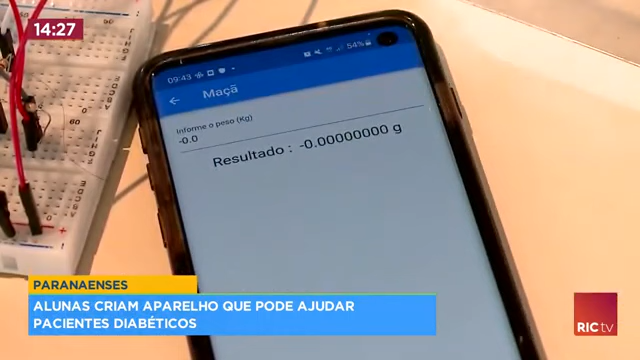 14:27
09:43
54%
Maçã
Informe o peso (Kg)
-0.0
Resultado : -0.00000000 g
PARANAENSES
ALUNAS CRIAM APARELHO QUE PODE AJUDAR
PACIENTES DIABÉTICOS
RIC tv